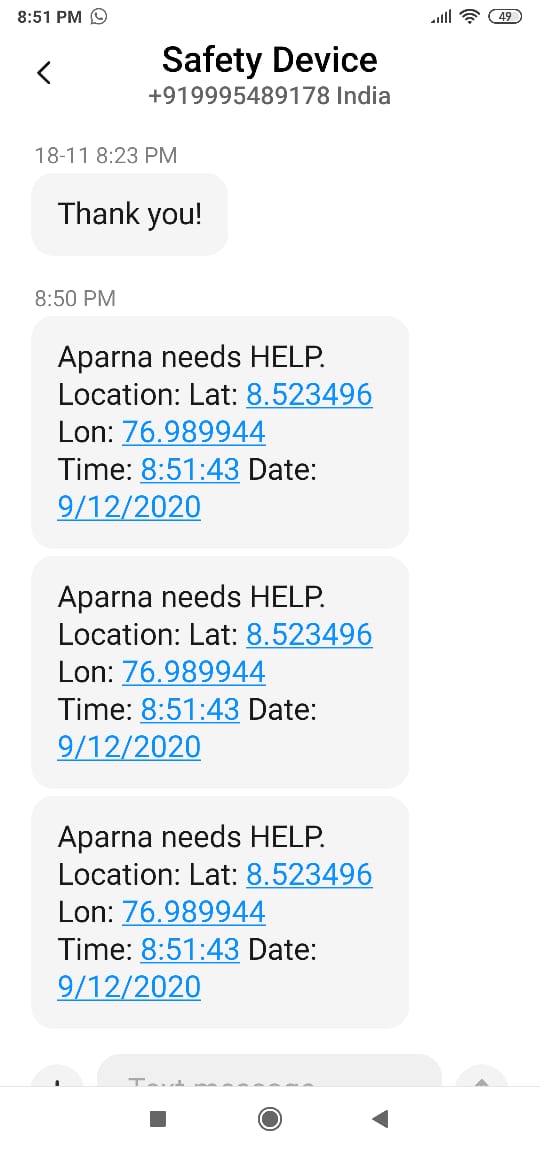 8:51 PM 49
Safety Device
+919995489178 India
18-11 8:23 PM
Thank you!
8:50 PM
Aparna needs HELP.
Location: Lat: 8.523496
Lon: 76.989944
Time: 8:51:43 Date:
9/12/2020
Aparna needs HELP.
Location: Lat: 8.523496
Lon: 76.989944
Time: 8:51:43 Date:
9/12/2020
Aparna needs HELP.
Location: Lat: 8.523496
Lon: 76.989944
Time: 8:51:43 Date:
9/12/2020
Text message